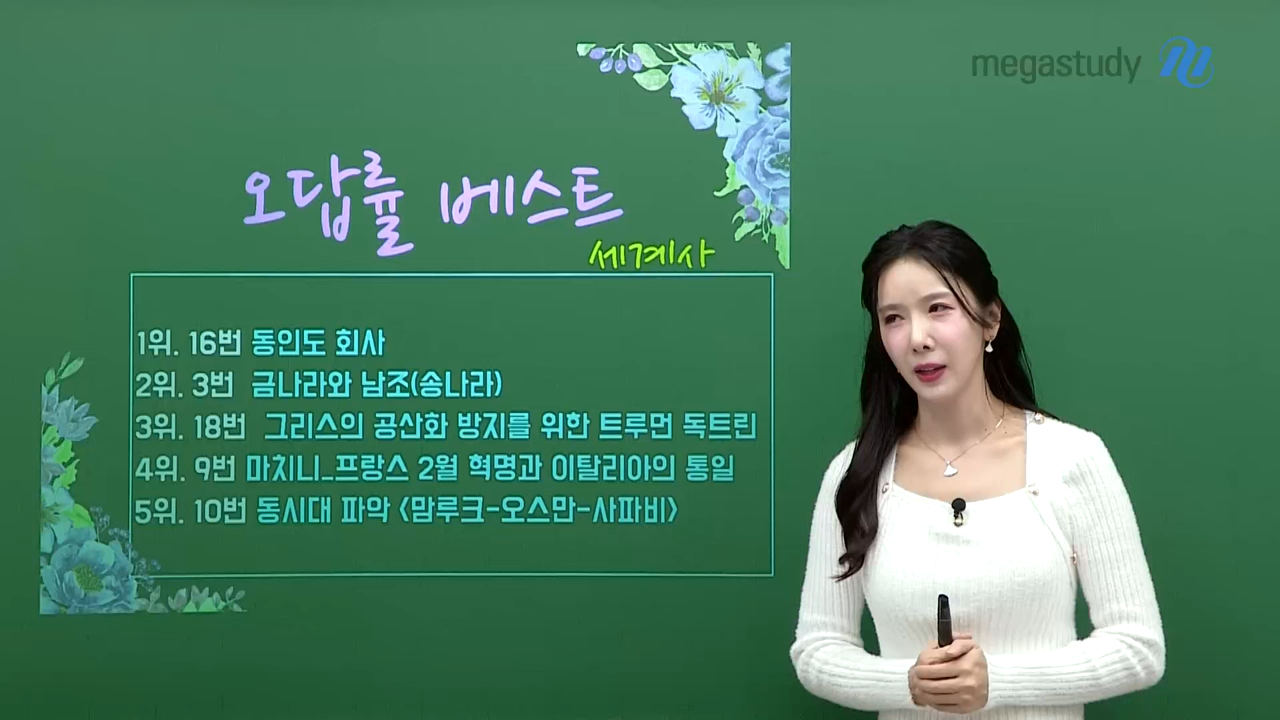 megastudy
오답률 베스트
세계사
1위. 16번 동인도 회사
2위. 3번 금나라와 남조(송나라)
3위. 18번 그리스의 공산화 방지를 위한 트루먼 독트린
4위. 9번 마치니_프랑스 2월 혁명과 이탈리아의 통일
5위. 10번 동시대 파악 <맘루크-오스만-사파비>